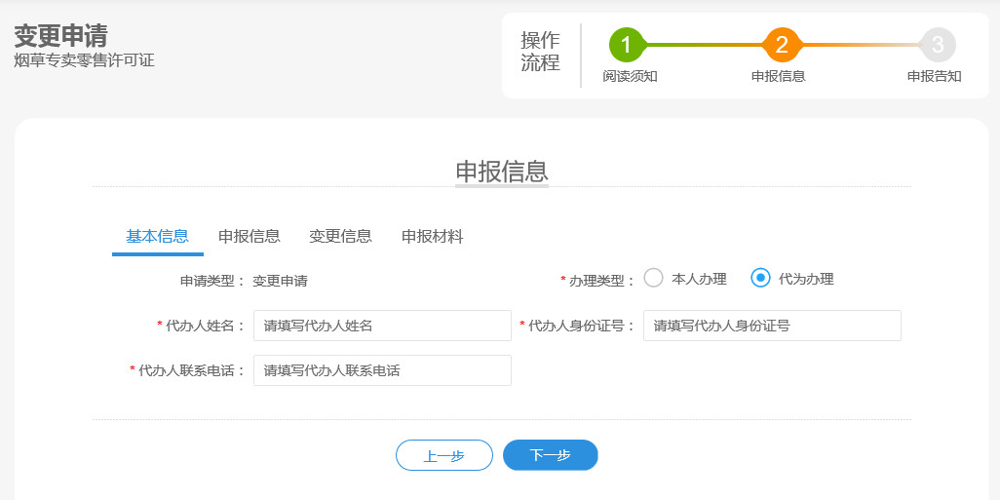 变更申请
烟草专卖零售许可证
操作
流程
1
2
3
阅读须知
申报信息
申报告知
申报信息
基本信息 申报信息 变更信息 申报材料
申请类型： 变更申请 * 办理类型： 本人办理 代为办理
* 代办人姓名： 请填写代办人姓名 * 代办人身份证号： 请填写代办人身份证号
* 代办人联系电话： 请填写代办人联系电话
上一步 下一步